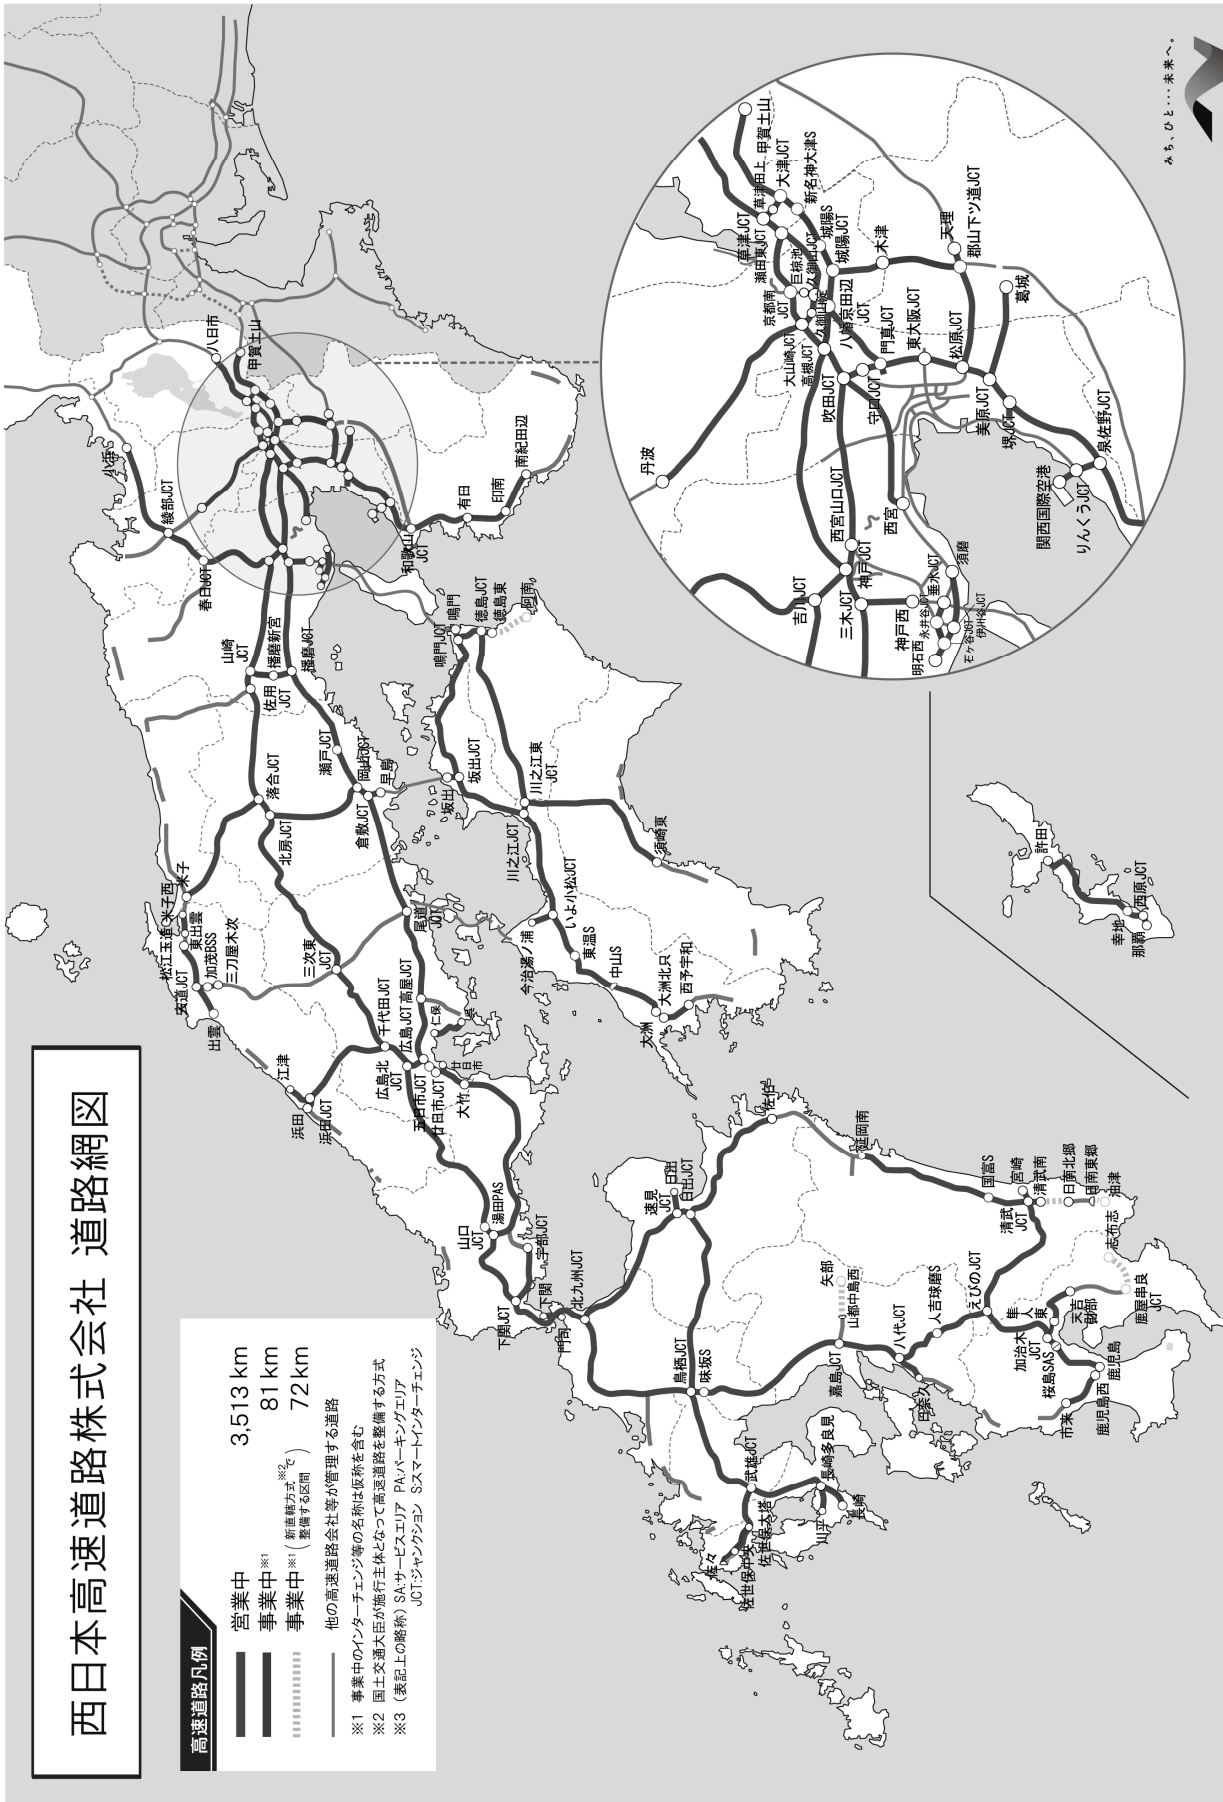 西日本高速道路株式会社 道路網図
高速道路凡例
営業中 3,513 km
事業中※1 81 km
事業中※1 (新直轄方式※2で整備する区間) 72 km
他の高速道路会社等が管理する道路
※1 事業中のインターチェンジ等の名称は仮称を含む
※2 国土交通大臣が施行主体となって高速道路を整備する方式
※3 (表記上の略称) SA:サービスエリア PA:パーキングエリア
JCT:ジャンクション S:スマートインターチェンジ
みち、ひと…未来へ。
八日市
甲賀土山
小浜
綾部JCT
春日JCT
和歌山JCT
有田
印南
南紀田辺
山崎JCT
播磨新宮
播磨JCT
佐用JCT
瀬戸JCT
岡山JCT
早島
倉敷JCT
落合JCT
北房JCT
米子
米子西
東出雲
松江玉造
加茂BSS
三刀屋木次
宍道JCT
出雲
三次東JCT
尾道JCT
千代田JCT
高屋JCT
広島JCT
仁保
呉
広島北JCT
五日市JCT
廿日市JCT
廿日市
大竹
江津
浜田
浜田JCT
湯田PAS
山口JCT
宇部JCT
下関JCT
下関
門司
北九州JCT
鳴門JCT
鳴門
徳島JCT
徳島東
阿南
坂出JCT
坂出
川之江東JCT
川之江JCT
須崎東
いよ小松JCT
今治湯ノ浦
東温S
中山S
大洲
大洲北只
西予宇和
速見JCT
日出
日出JCT
佐伯
延岡南
国富S
宮崎
清武南
清武JCT
日南北郷
日南東郷
油津
志布志
鹿屋串良JCT
末吉財部
隼人東
加治木JCT
桜島SAS
鹿児島
鹿児島西
市来
えびのJCT
人吉球磨S
八代JCT
田奈久
嘉島JCT
山都中島西
矢部
鳥栖JCT
味坂S
武雄JCT
長崎多良見
長崎
川平
佐世保大塔
佐世保中央
佐々
許田
西原JCT
幸地
那覇
甲賀土山
草津田上
大津JCT
新名神大津S
草津JCT
瀬田東JCT
城陽S
城陽JCT
巨椋池
久御山JCT
久御山淀
京都南JCT
大山崎JCT
高槻JCT
八幡京田辺JCT
木津
天理
郡山下ツ道JCT
葛城
門真JCT
東大阪JCT
松原JCT
守口JCT
吹田JCT
美原JCT
堺JCT
泉佐野JCT
りんくうJCT
関西国際空港
丹波
西宮山口JCT
西宮
神戸JCT
吉川JCT
三木JCT
神戸西
永井谷JCT
垂水JCT
須磨
明石西
石ヶ谷JCT
伊川谷JCT